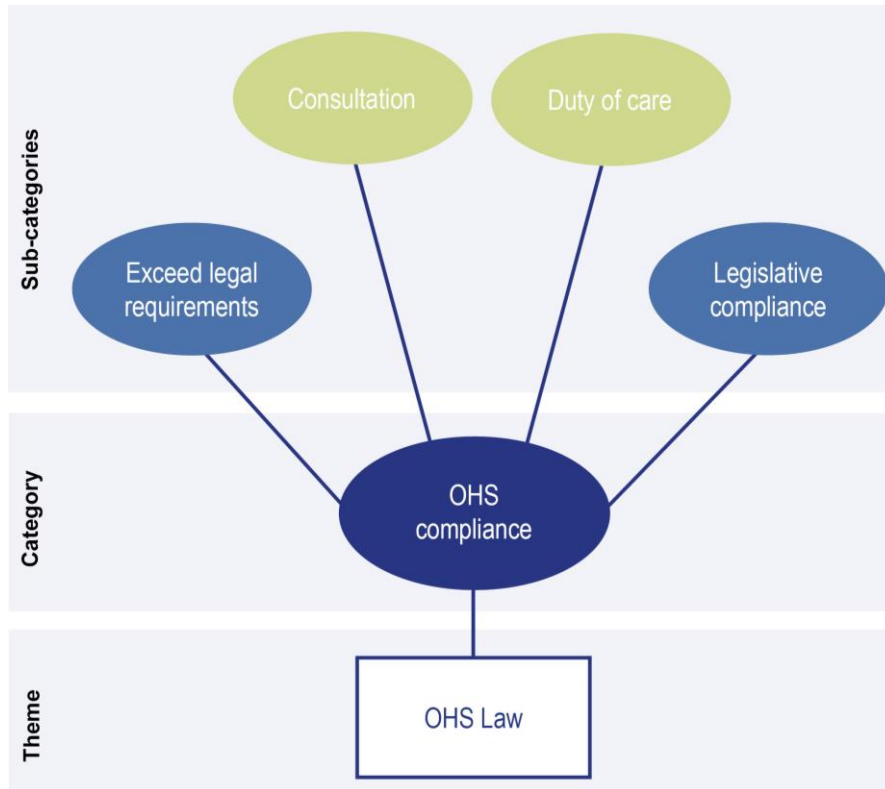 Sub-categories
Consultation
Duty of care
Exceed legal
requirements
Legislative
compliance
Category
OHS
compliance
Theme
OHS Law